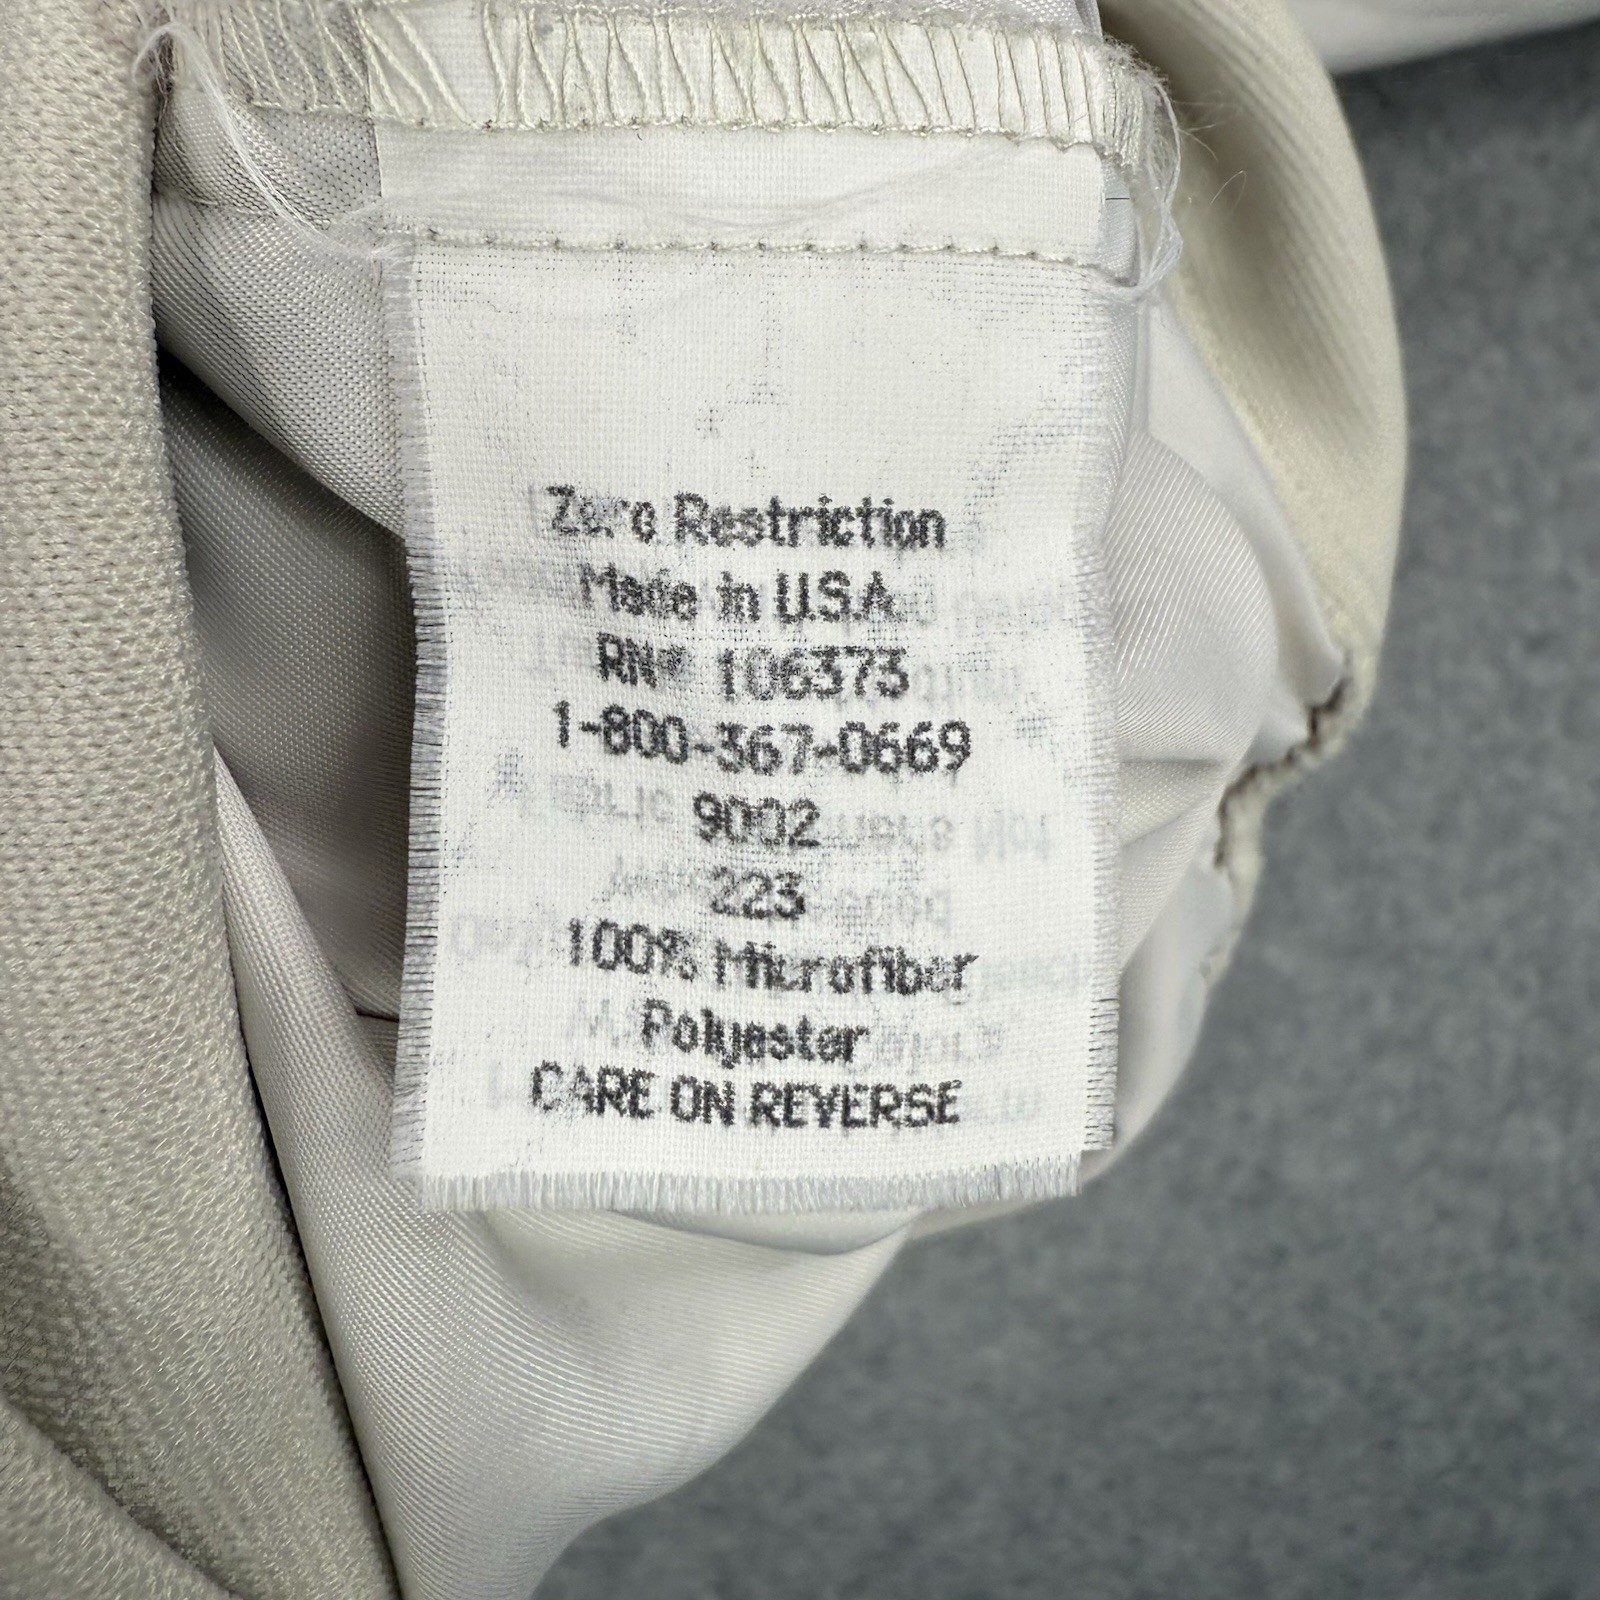 Zero Restriction
Made in U.S.A.
RN# 106373
1-800-367-0669
9002
223
100% Microfiber
Polyester
CARE ON REVERSE